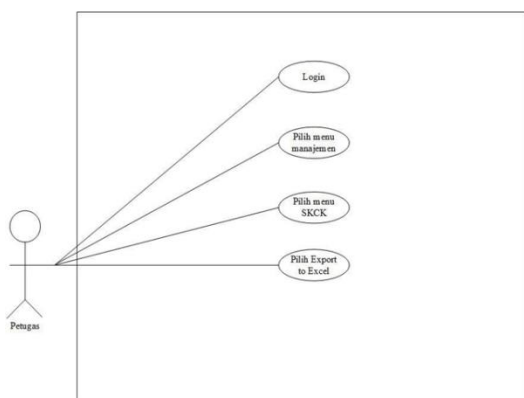 Login
Pilih menu
manajemen
Pilih menu
SKCK
Pilih Export
to Excel
Petugas